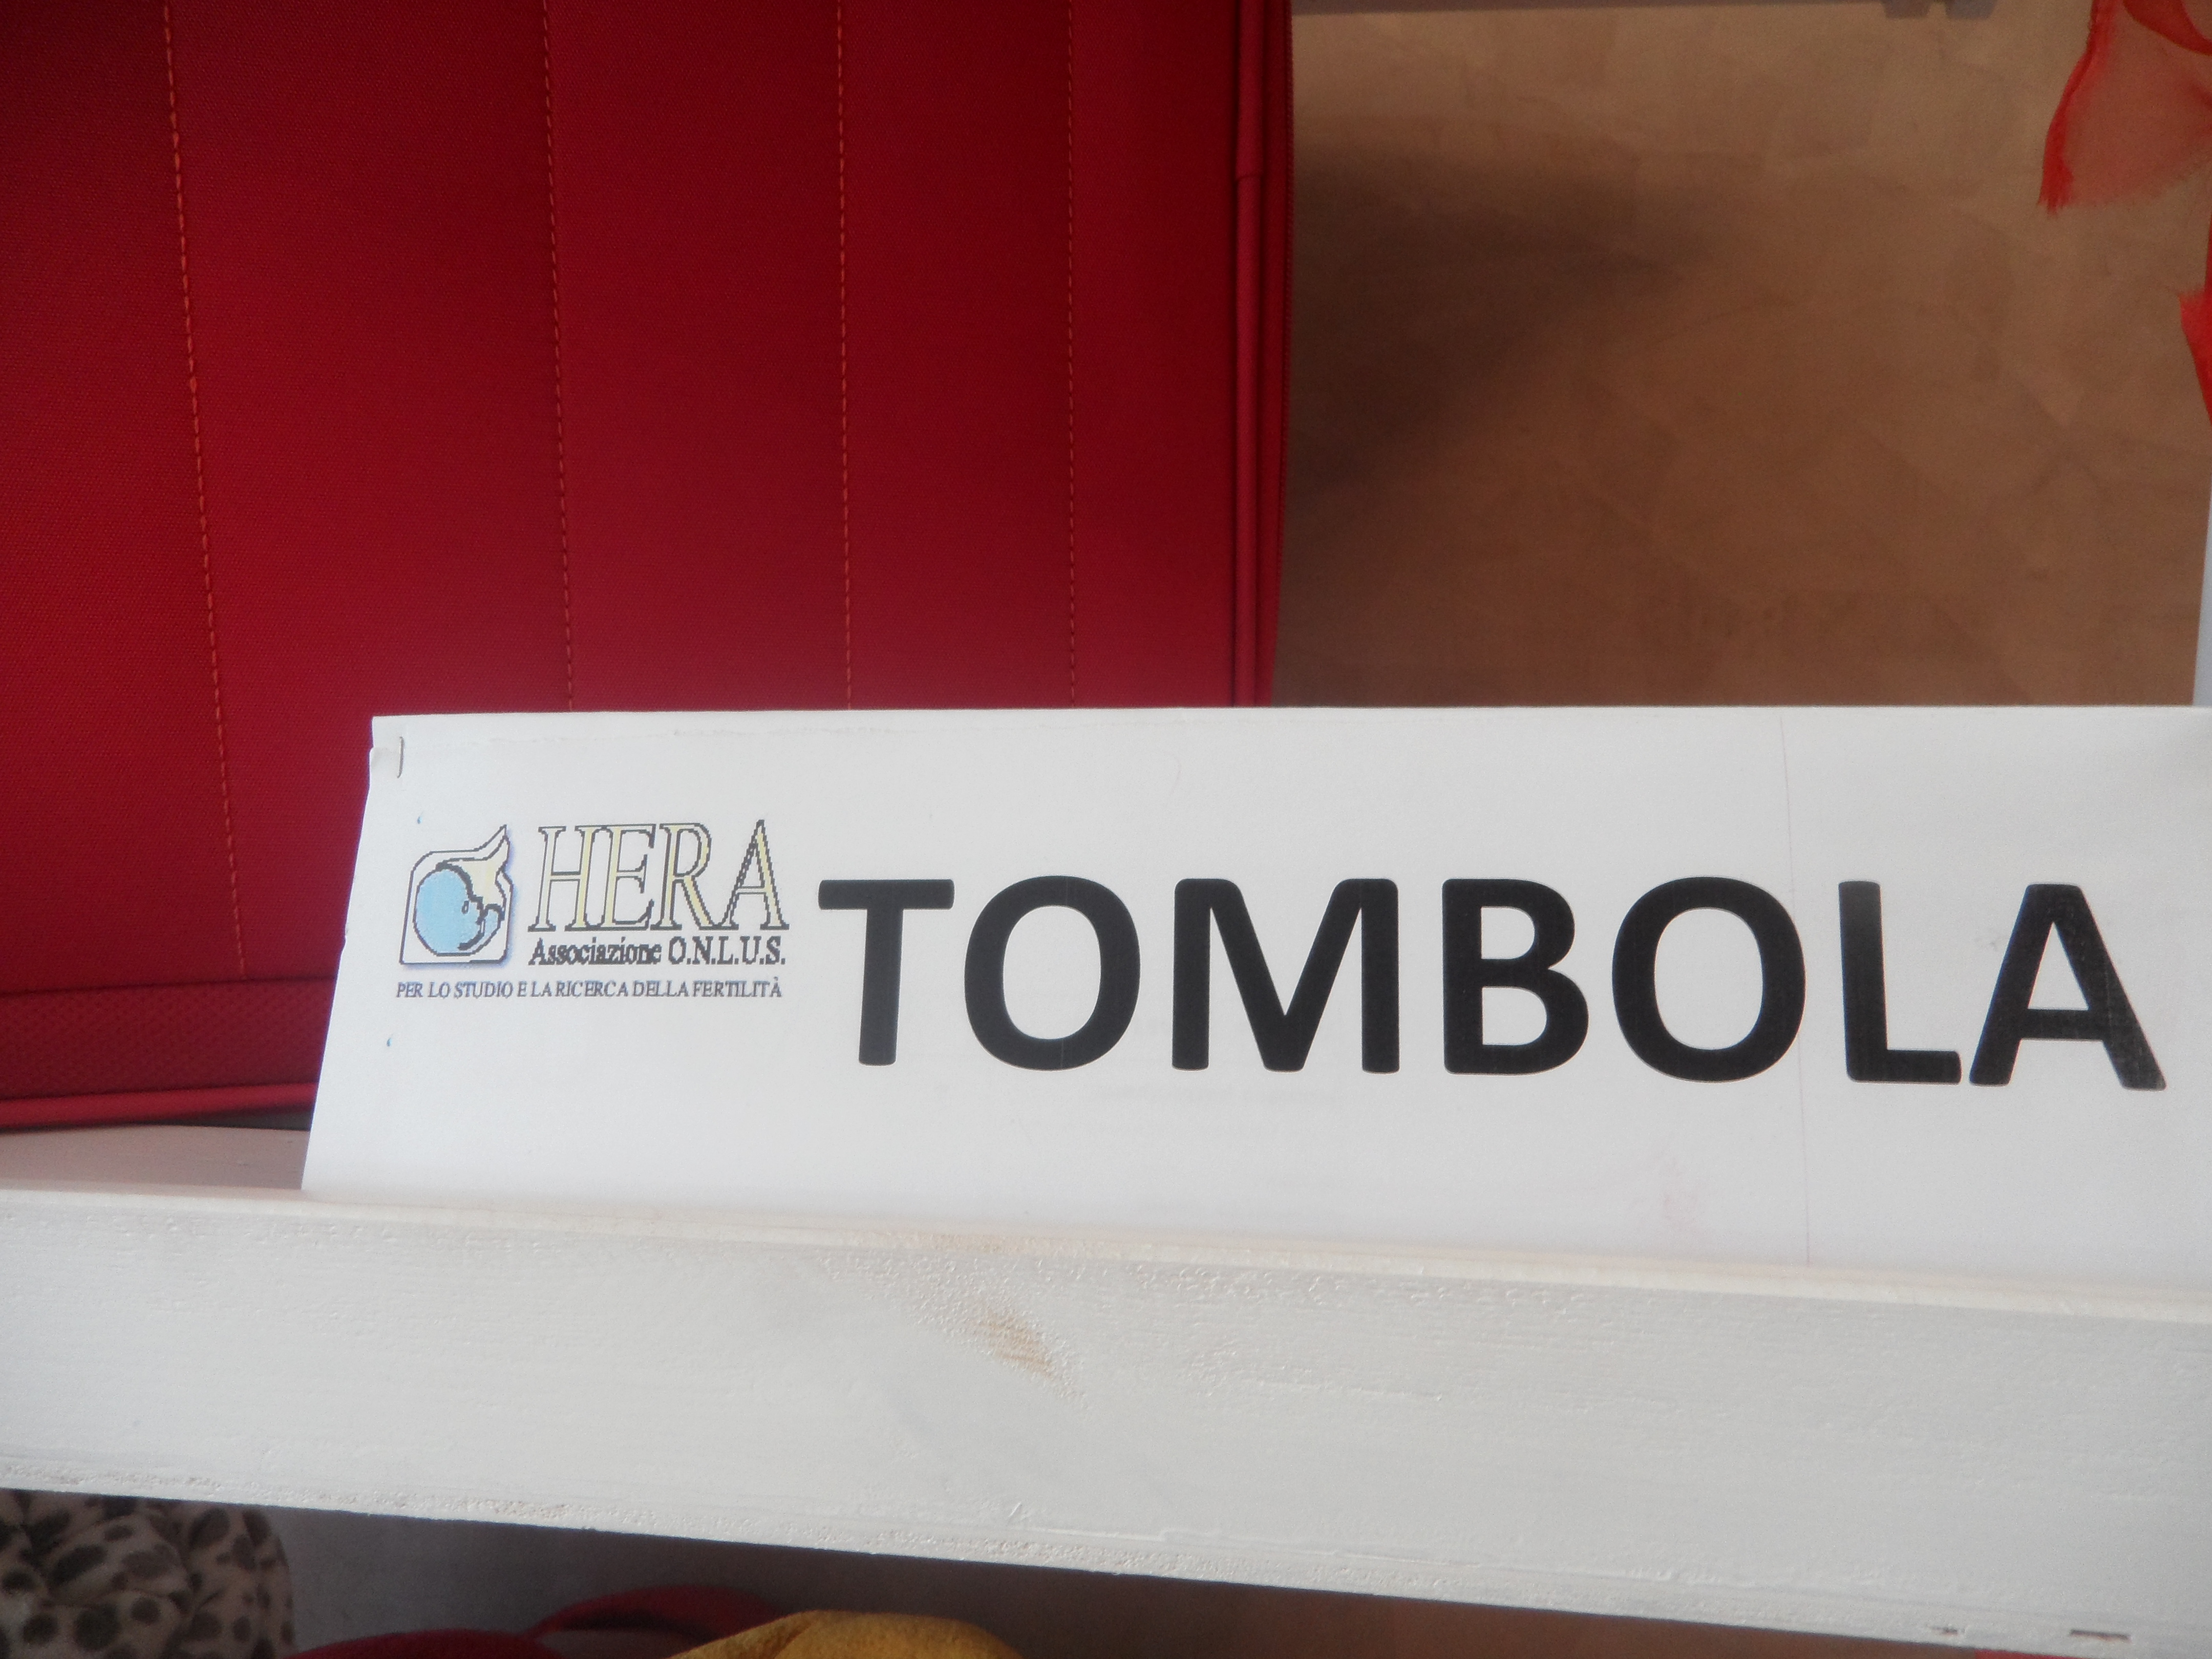 HERA
Associazione O.N.L.U.S.
PER LO STUDIO E LA RICERCA DELLA FERTILITÀ
TOMBOLA